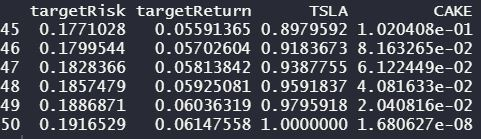 targetRisk targetReturn TSLA CAKE
45 0.1771028 0.05591365 0.8979592 1.020408e-01
46 0.1799544 0.05702604 0.9183673 8.163265e-02
47 0.1828366 0.05813842 0.9387755 6.122449e-02
48 0.1857479 0.05925081 0.9591837 4.081633e-02
49 0.1886871 0.06036319 0.9795918 2.040816e-02
50 0.1916529 0.06147558 1.0000000 1.680627e-08